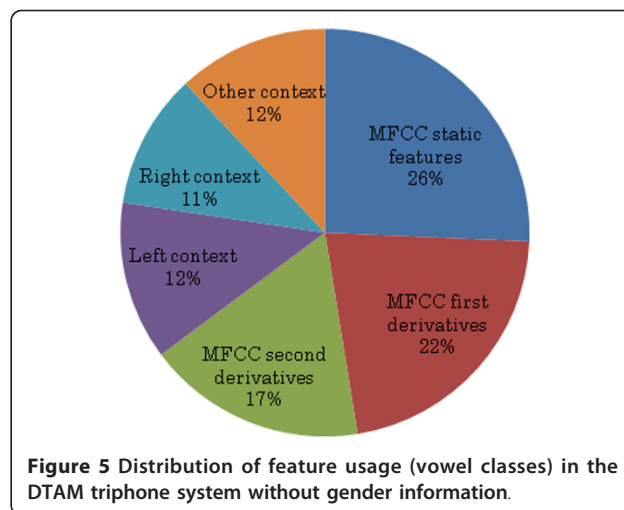 Other context
12%
MFCC static
features
26%
Right context
11%
Left context
12%
MFCC first
derivatives
22%
MFCC second
derivatives
17%
Figure 5 Distribution of feature usage (vowel classes) in the
DTAM triphone system without gender information.